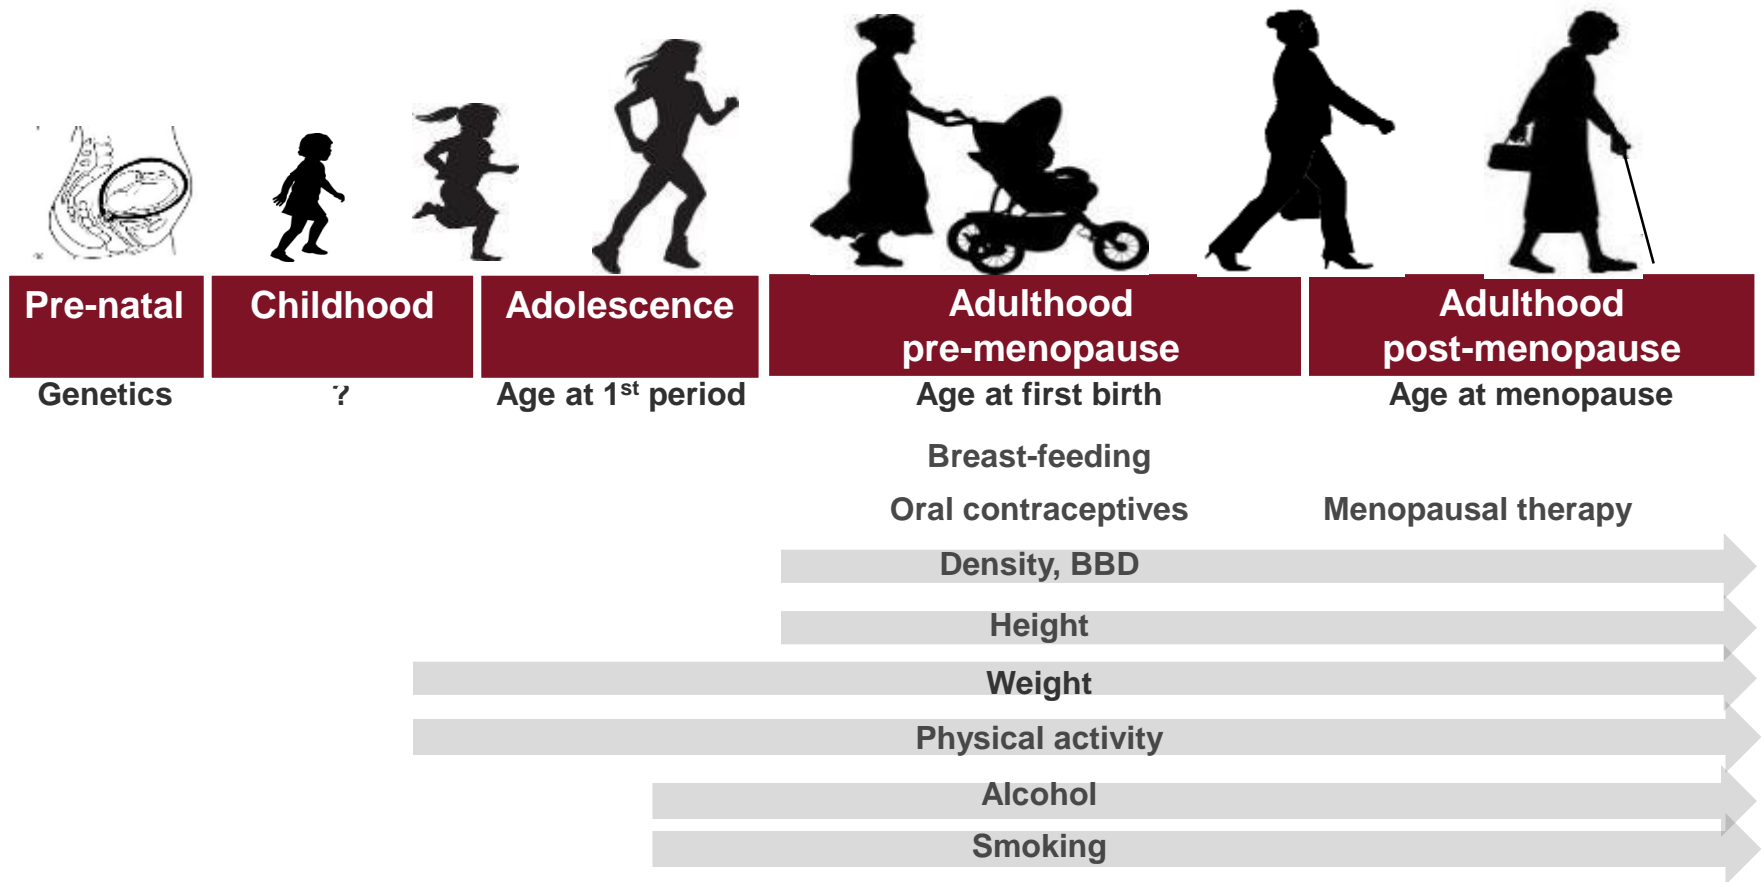 Pre-natal
Childhood
Adolescence
Adulthood
pre-menopause
Adulthood
post-menopause
Genetics
?
Age at 1st period
Age at first birth
Age at menopause
Breast-feeding
Oral contraceptives
Menopausal therapy
Density, BBD
Height
Weight
Physical activity
Alcohol
Smoking